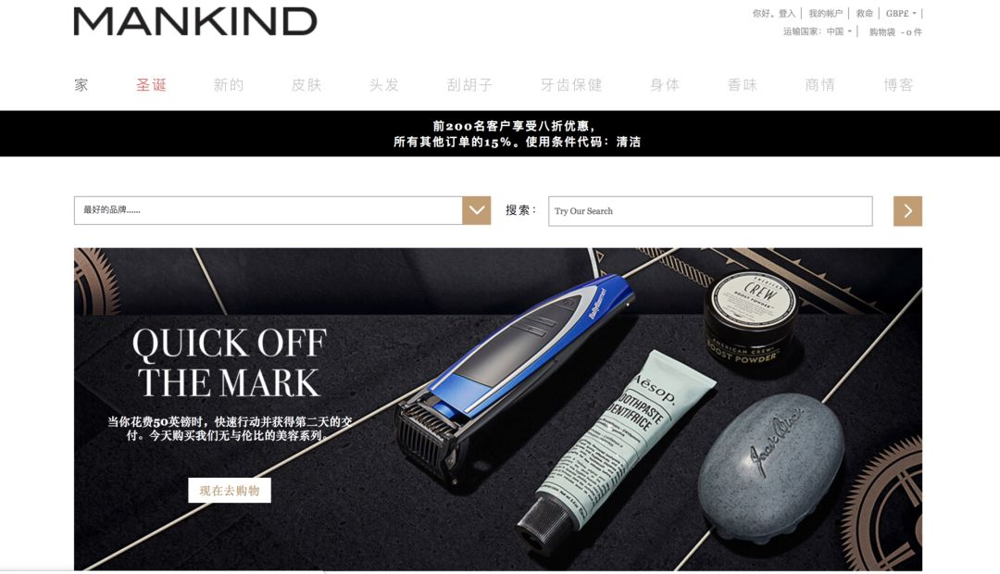 MANKIND
你好。登入 | 我的帐户 | 救命 | GBP£
运输国家：中国 | 购物袋 - 0 件
家 圣诞 新的 皮肤 头发 刮胡子 牙齿保健 身体 香味 商情 博客
前200名客户享受八折优惠，
所有其他订单的15%。使用条件代码：清洁
最好的品牌......
搜索：
Try Our Search
QUICK OFF
THE MARK
当你花费50英镑时，快速行动并获得第二天的交
付。今天购买我们无与伦比的美容系列。
现在去购物
BaByliss
AMERICAN
CREW
BOOST POWDER
AMERICAN CREW
BOOST POWDER
Aēsop.
TOOTHPASTE
DENTIFRICE
Jack Black